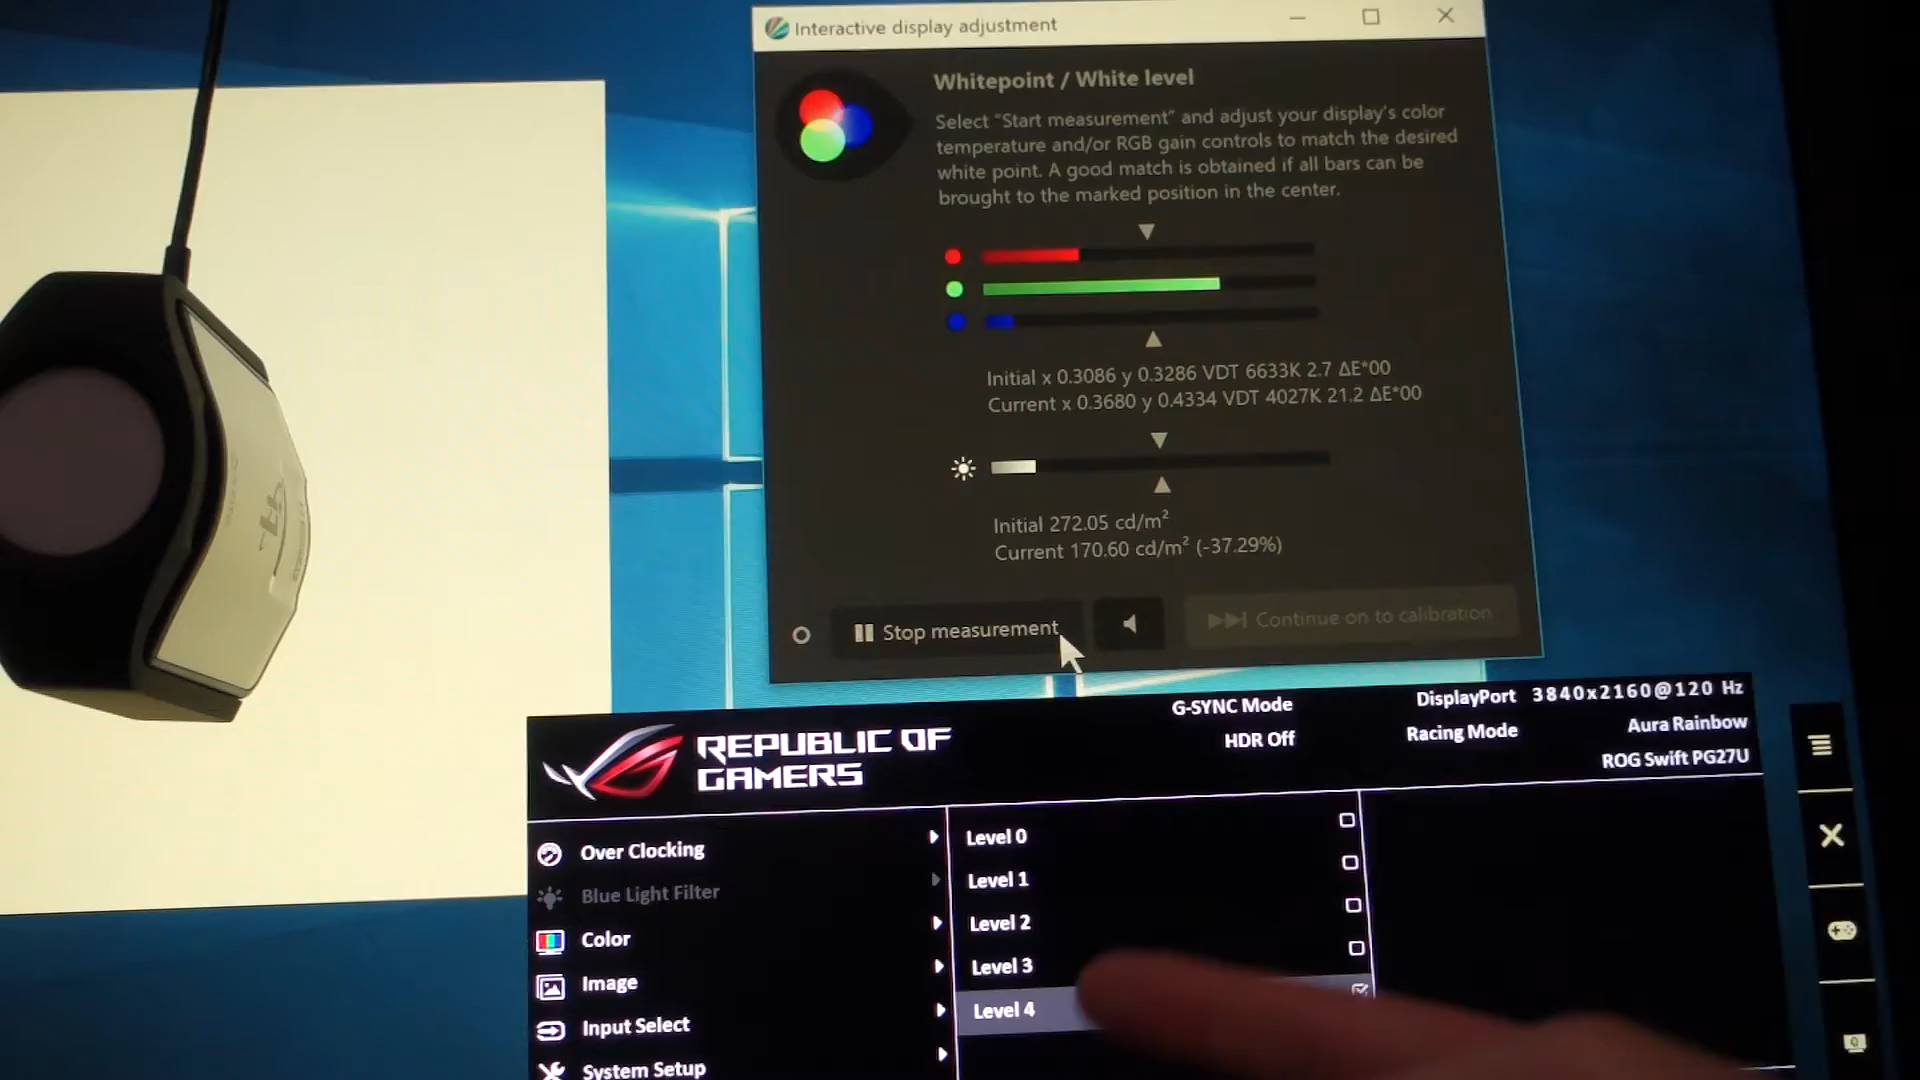 Interactive display adjustment
Whitepoint / White level
Select "Start measurement" and adjust your display's color
temperature and/or RGB gain controls to match the desired
white point. A good match is obtained if all bars can be
brought to the marked position in the center.
Initial x 0.3086 y 0.3286 VDT 6633K 2.7 ΔE*00
Current x 0.3680 y 0.4334 VDT 4027K 21.2 ΔE*00
Initial 272.05 cd/m²
Current 170.60 cd/m² (-37.29%)
Stop measurement
Continue on to calibration
REPUBLIC OF
GAMERS
G-SYNC Mode
HDR Off
DisplayPort 3840x2160@120 Hz
Racing Mode
Aura Rainbow
ROG Swift PG27U
Over Clocking
Blue Light Filter
Color
Image
Input Select
System Setup
Level 0
Level 1
Level 2
Level 3
Level 4